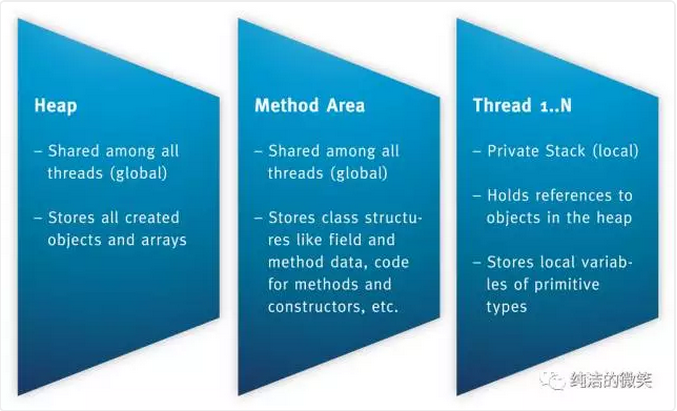 Heap
– Shared among all
threads (global)
– Stores all created
objects and arrays
Method Area
– Shared among all
threads (global)
– Stores class structu-
res like field and
method data, code
for methods and
constructors, etc.
Thread 1..N
– Private Stack (local)
– Holds references to
objects in the heap
– Stores local variab-
les of primitive
types
纯洁的微笑